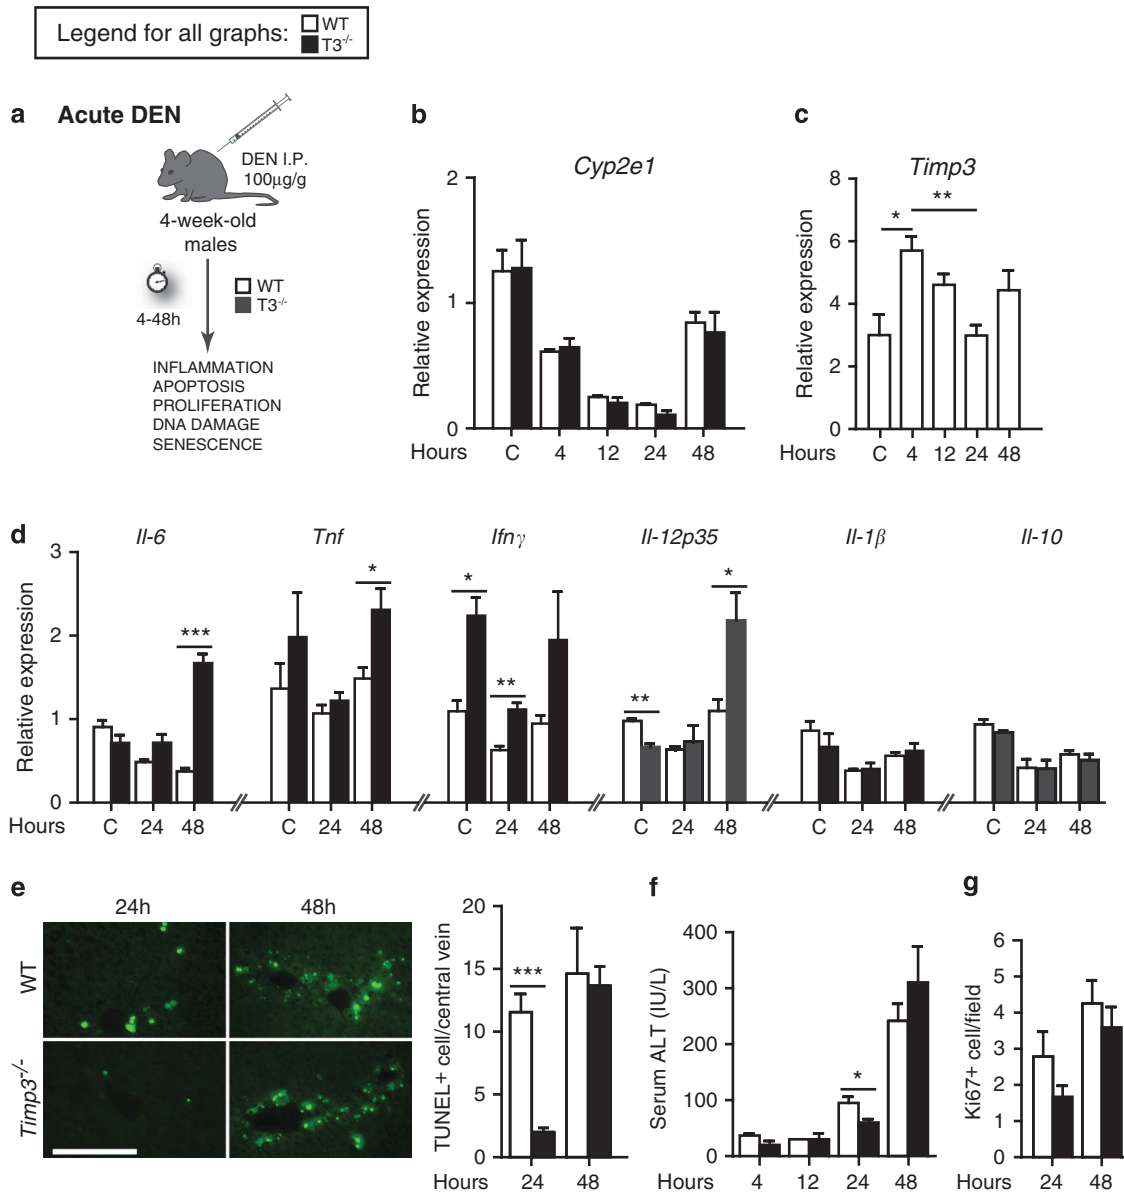 Legend for all graphs: WT
T3-/-
a Acute DEN
DEN I.P.
100µg/g
4-week-old
males
4-48h
WT
T3-/-
INFLAMMATION
APOPTOSIS
PROLIFERATION
DNA DAMAGE
SENESCENCE
b
Cyp2e1
Relative expression
2
1
0
Hours C 4 12 24 48
c
Timp3
Relative expression
8
6
4
2
0
* **
Hours C 4 12 24 48
d
Il-6 Tnf Ifnγ Il-12p35 Il-1β Il-10
Relative expression
3
2
1
0
*** * * ** ** *
Hours C 24 48 C 24 48 C 24 48 C 24 48 C 24 48 C 24 48
e
24h 48h
WT
Timp3-/-
TUNEL+ cell/central vein
20
15
10
5
0
***
Hours 24 48
f
Serum ALT (IU/L)
400
300
200
100
0
*
Hours 4 12 24 48
g
Ki67+ cell/field
6
5
4
3
2
1
0
Hours 24 48